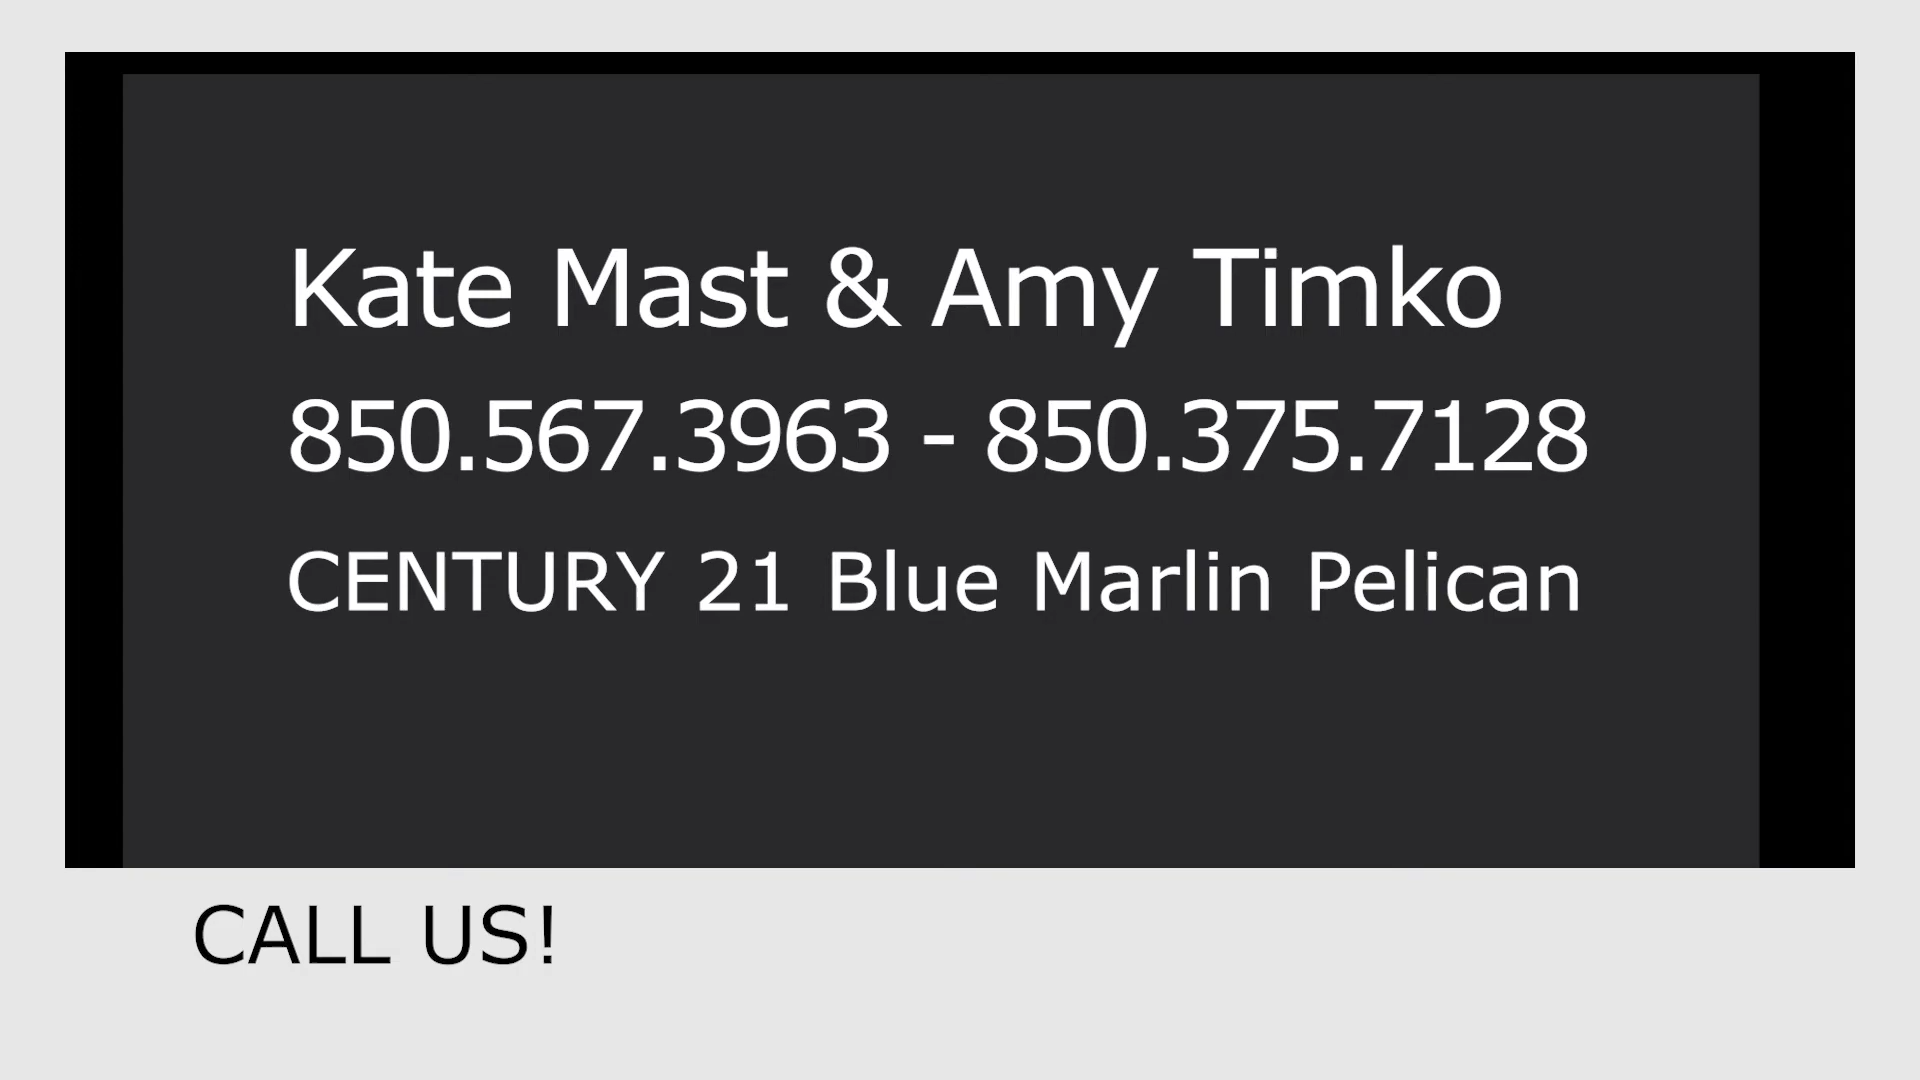 Kate Mast & Amy Timko
850.567.3963 - 850.375.7128
CENTURY 21 Blue Marlin Pelican
CALL US!